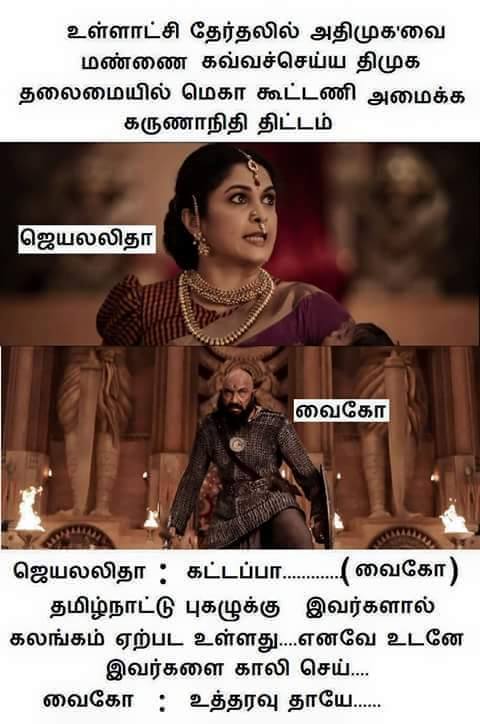 உள்ளாட்சி தேர்தலில் அதிமுக'வை
மண்ணை கவ்வச்செய்ய திமுக
தலைமையில் மெகா கூட்டணி அமைக்க
கருணாநிதி திட்டம்
ஜெயலலிதா
வைகோ
ஜெயலலிதா : கட்டப்பா............(வைகோ)
தமிழ்நாட்டு புகழுக்கு இவர்களால்
கலங்கம் ஏற்பட உள்ளது....எனவே உடனே
இவர்களை காலி செய்....
வைகோ : உத்தரவு தாயே......